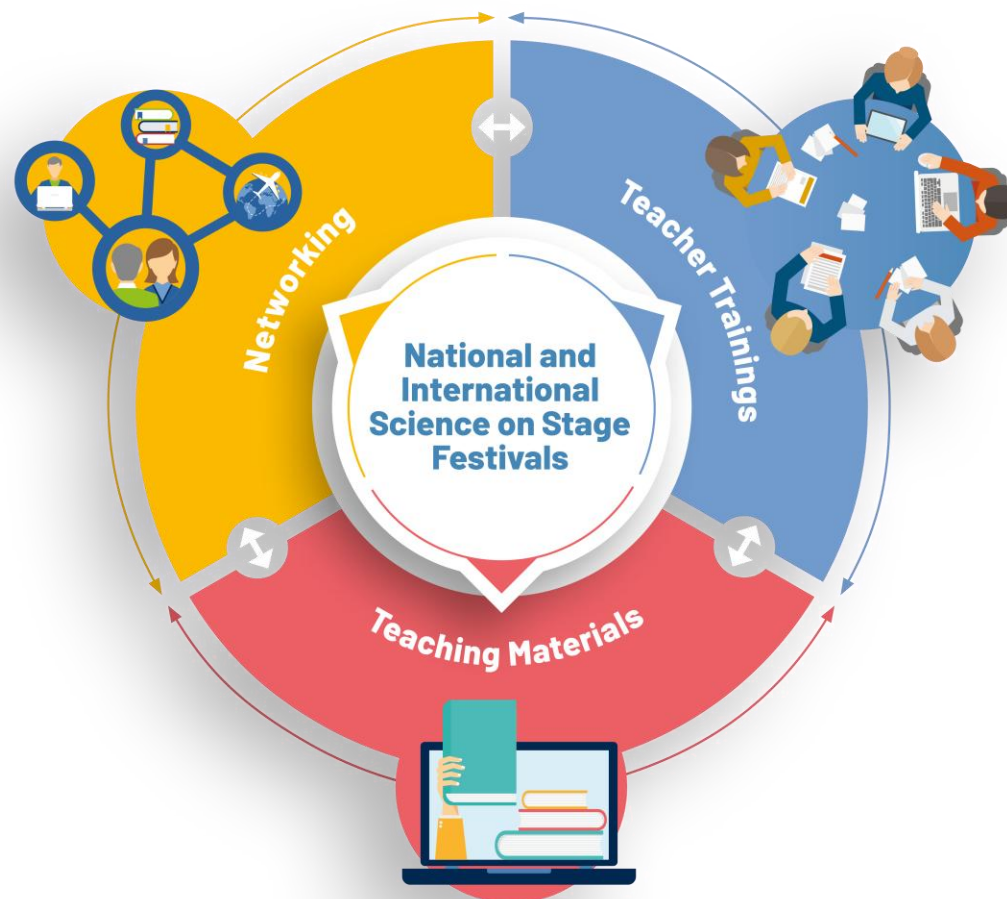 Networking
Teacher Trainings
National and
International
Science on Stage
Festivals
Teaching Materials